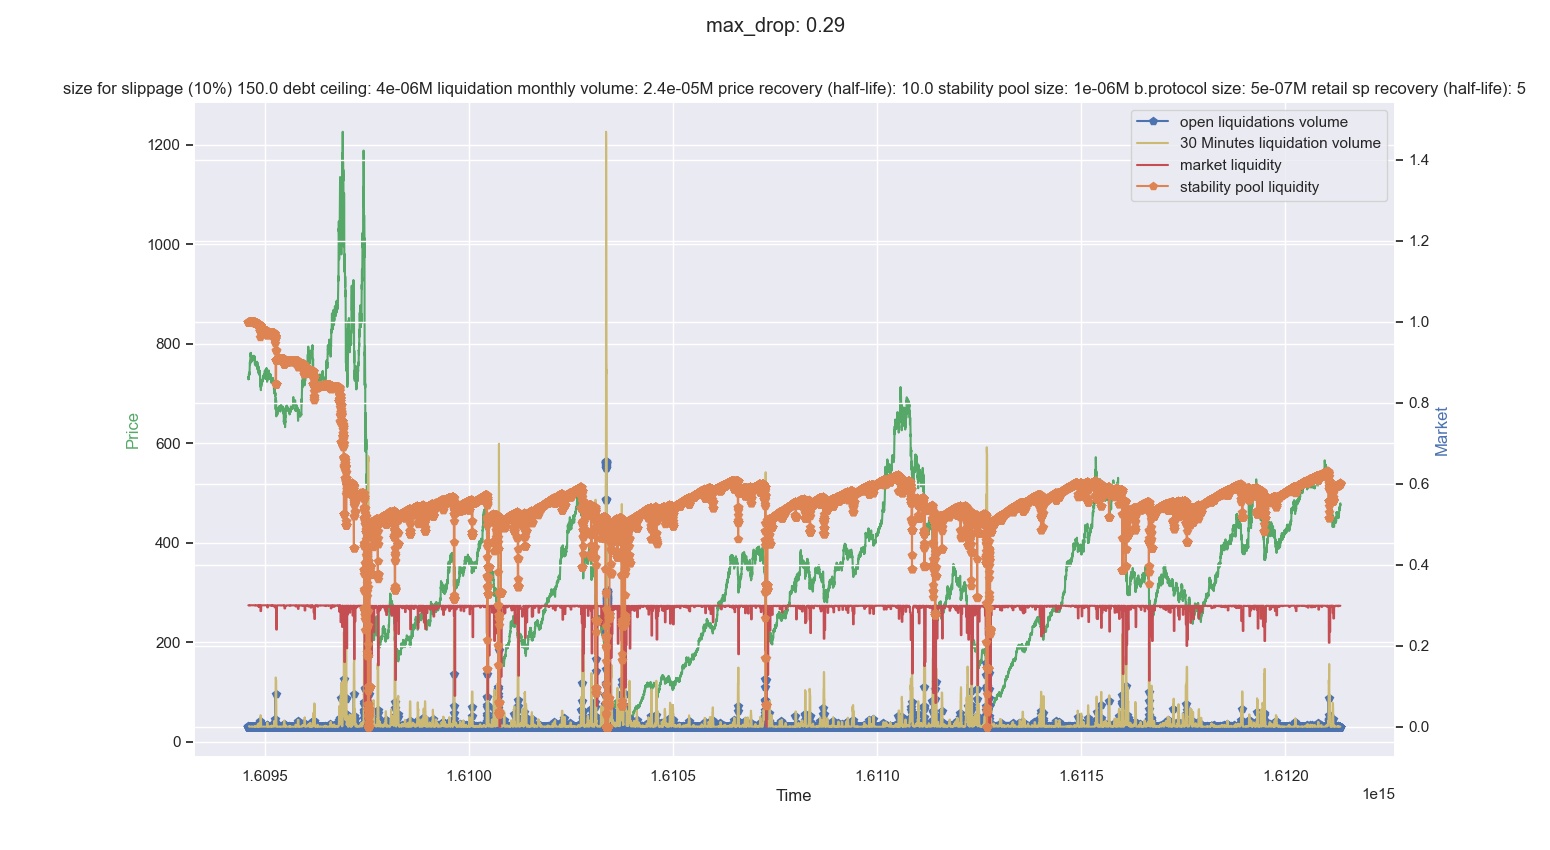 max_drop: 0.29
size for slippage (10%) 150.0 debt ceiling: 4e-06M liquidation monthly volume: 2.4e-05M price recovery (half-life): 10.0 stability pool size: 1e-06M b.protocol size: 5e-07M retail sp recovery (half-life): 5
open liquidations volume
30 Minutes liquidation volume
market liquidity
stability pool liquidity
1200
1000
800
600
400
200
0
Price
1.4
1.2
1.0
0.8
0.6
0.4
0.2
0.0
Market
1.6095 1.6100 1.6105 1.6110 1.6115 1.6120
Time
1e15